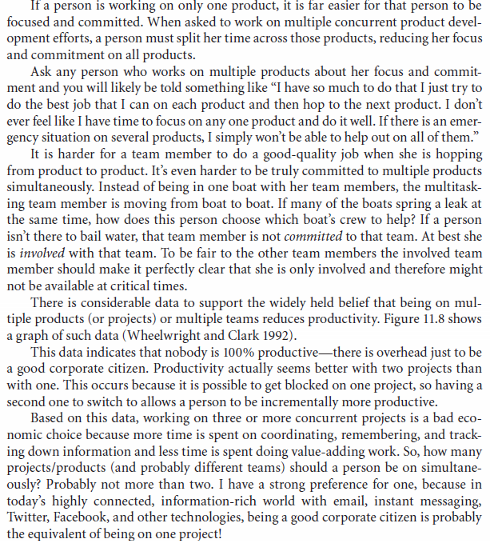 If a person is working on only one product, it is far easier for that person to be
focused and committed. When asked to work on multiple concurrent product devel-
opment efforts, a person must split her time across those products, reducing her focus
and commitment on all products.
Ask any person who works on multiple products about her focus and commit-
ment and you will likely be told something like “I have so much to do that I just try to
do the best job that I can on each product and then hop to the next product. I don’t
ever feel like I have time to focus on any one product and do it well. If there is an emer-
gency situation on several products, I simply won’t be able to help out on all of them.”
It is harder for a team member to do a good-quality job when she is hopping
from product to product. It’s even harder to be truly committed to multiple products
simultaneously. Instead of being in one boat with her team members, the multitask-
ing team member is moving from boat to boat. If many of the boats spring a leak at
the same time, how does this person choose which boat’s crew to help? If a person
isn’t there to bail water, that team member is not committed to that team. At best she
is involved with that team. To be fair to the other team members the involved team
member should make it perfectly clear that she is only involved and therefore might
not be available at critical times.
There is considerable data to support the widely held belief that being on mul-
tiple products (or projects) or multiple teams reduces productivity. Figure 11.8 shows
a graph of such data (Wheelwright and Clark 1992).
This data indicates that nobody is 100% productive—there is overhead just to be
a good corporate citizen. Productivity actually seems better with two projects than
with one. This occurs because it is possible to get blocked on one project, so having a
second one to switch to allows a person to be incrementally more productive.
Based on this data, working on three or more concurrent projects is a bad eco-
nomic choice because more time is spent on coordinating, remembering, and track-
ing down information and less time is spent doing value-adding work. So, how many
projects/products (and probably different teams) should a person be on simultane-
ously? Probably not more than two. I have a strong preference for one, because in
today’s highly connected, information-rich world with email, instant messaging,
Twitter, Facebook, and other technologies, being a good corporate citizen is probably
the equivalent of being on one project!